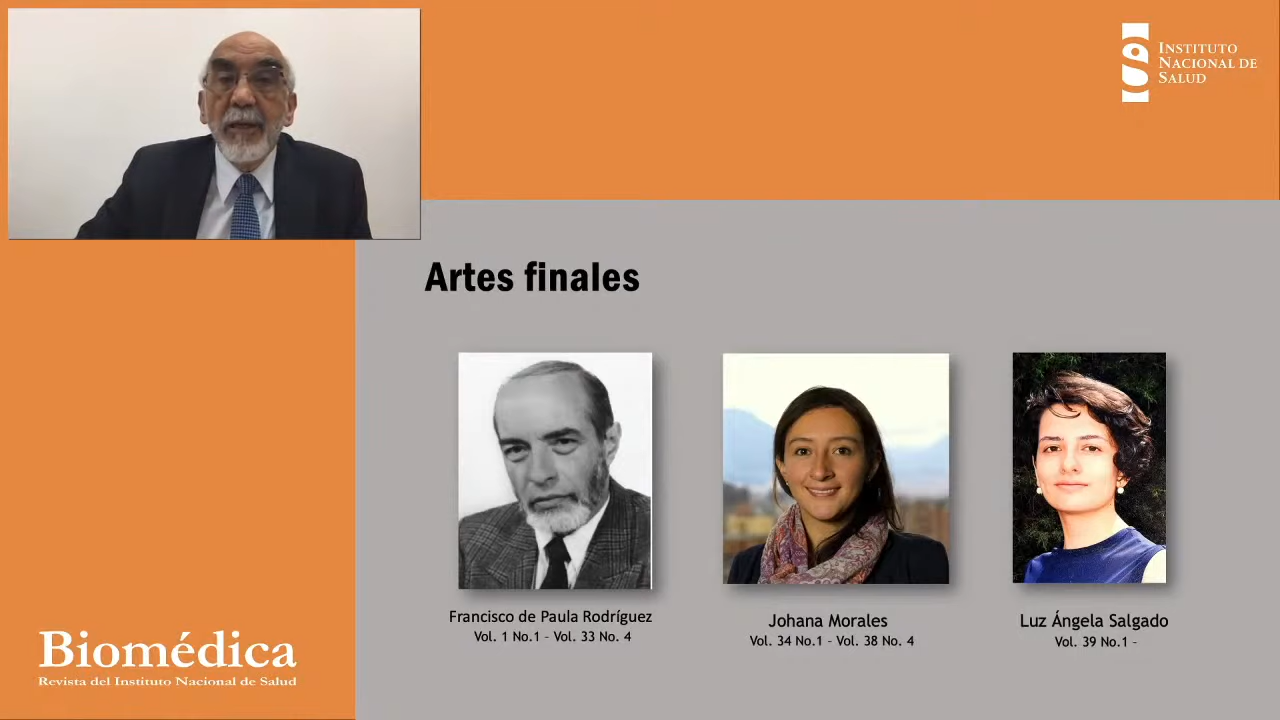 INSTITUTO
NACIONAL DE
SALUD
Artes finales
Francisco de Paula Rodríguez
Vol. 1 No.1 – Vol. 33 No. 4
Johana Morales
Vol. 34 No.1 – Vol. 38 No. 4
Luz Ángela Salgado
Vol. 39 No.1 –
Biomédica
Revista del Instituto Nacional de Salud